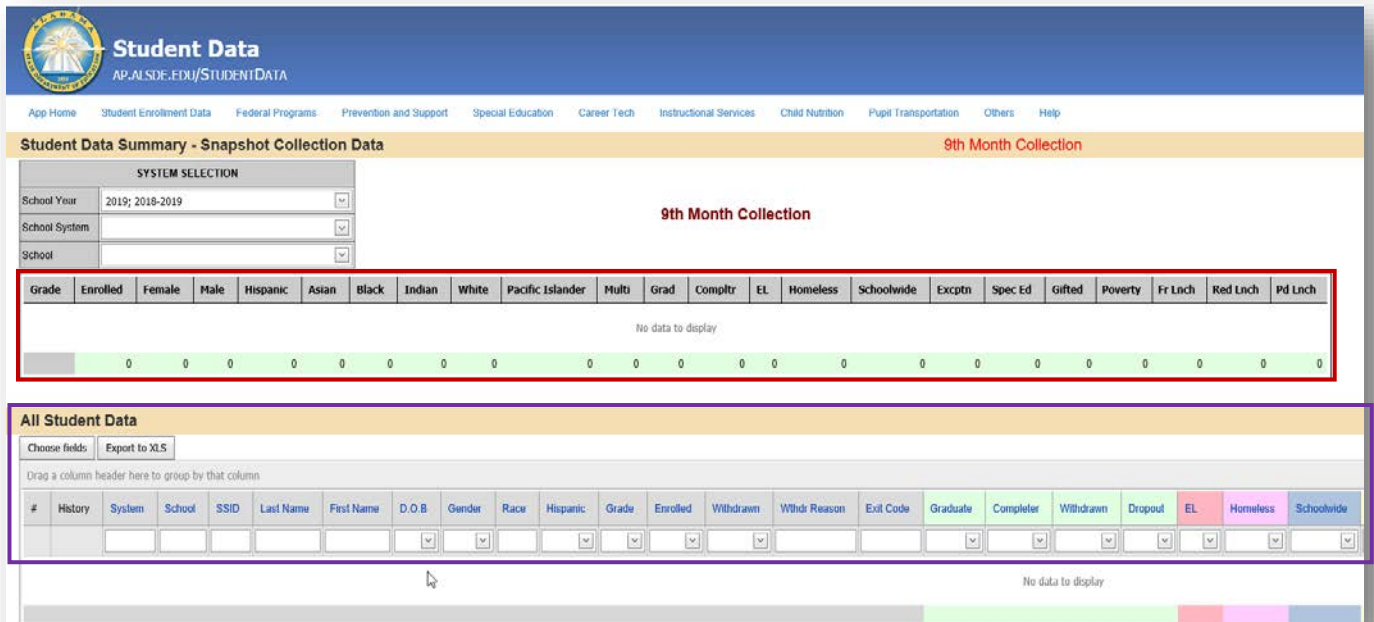 ALABAMA
Student Data
AP.ALSDE.EDU/STUDENTDATA
App Home Student Enrollment Data Federal Programs Prevention and Support Special Education Career Tech Instructional Services Child Nutrition Pupil Transportation Others Help
Student Data Summary - Snapshot Collection Data 9th Month Collection
SYSTEM SELECTION
School Year 2019; 2018-2019
School System
School
9th Month Collection
Grade Enrolled Female Male Hispanic Asian Black Indian White Pacific Islander Multi Grad Compltr EL Homeless Schoolwide Excptn Spec Ed Gifted Poverty Fr Lnch Red Lnch Pd Lnch
No data to display
0 0 0 0 0 0 0 0 0 0 0 0 0 0 0 0 0 0 0 0 0 0
All Student Data
Choose fields Export to XLS
Drag a column header here to group by that column
# History System School SSID Last Name First Name D.O.B Gender Race Hispanic Grade Enrolled Withdrawn Wthdr Reason Exit Code Graduate Completer Withdrawn Dropout EL Homeless Schoolwide
No data to display